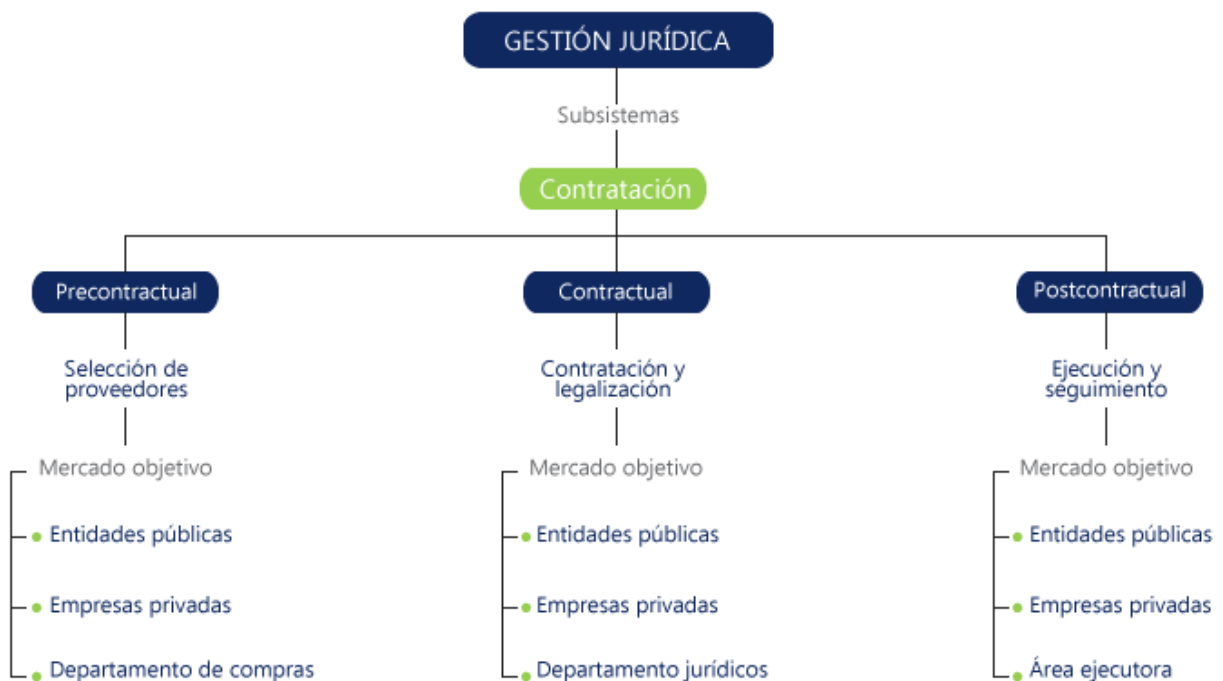 GESTIÓN JURÍDICA
Subsistemas
Contratación
Precontractual
Selección de
proveedores
Mercado objetivo
Entidades públicas
Empresas privadas
Departamento de compras
Contractual
Contratación y
legalización
Mercado objetivo
Entidades públicas
Empresas privadas
Departamento jurídicos
Postcontractual
Ejecución y
seguimiento
Mercado objetivo
Entidades públicas
Empresas privadas
Área ejecutora